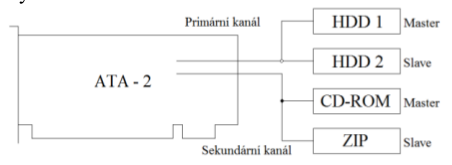 Primární kanál
HDD 1 Master
HDD 2 Slave
ATA - 2
CD-ROM Master
ZIP Slave
Sekundární kanál